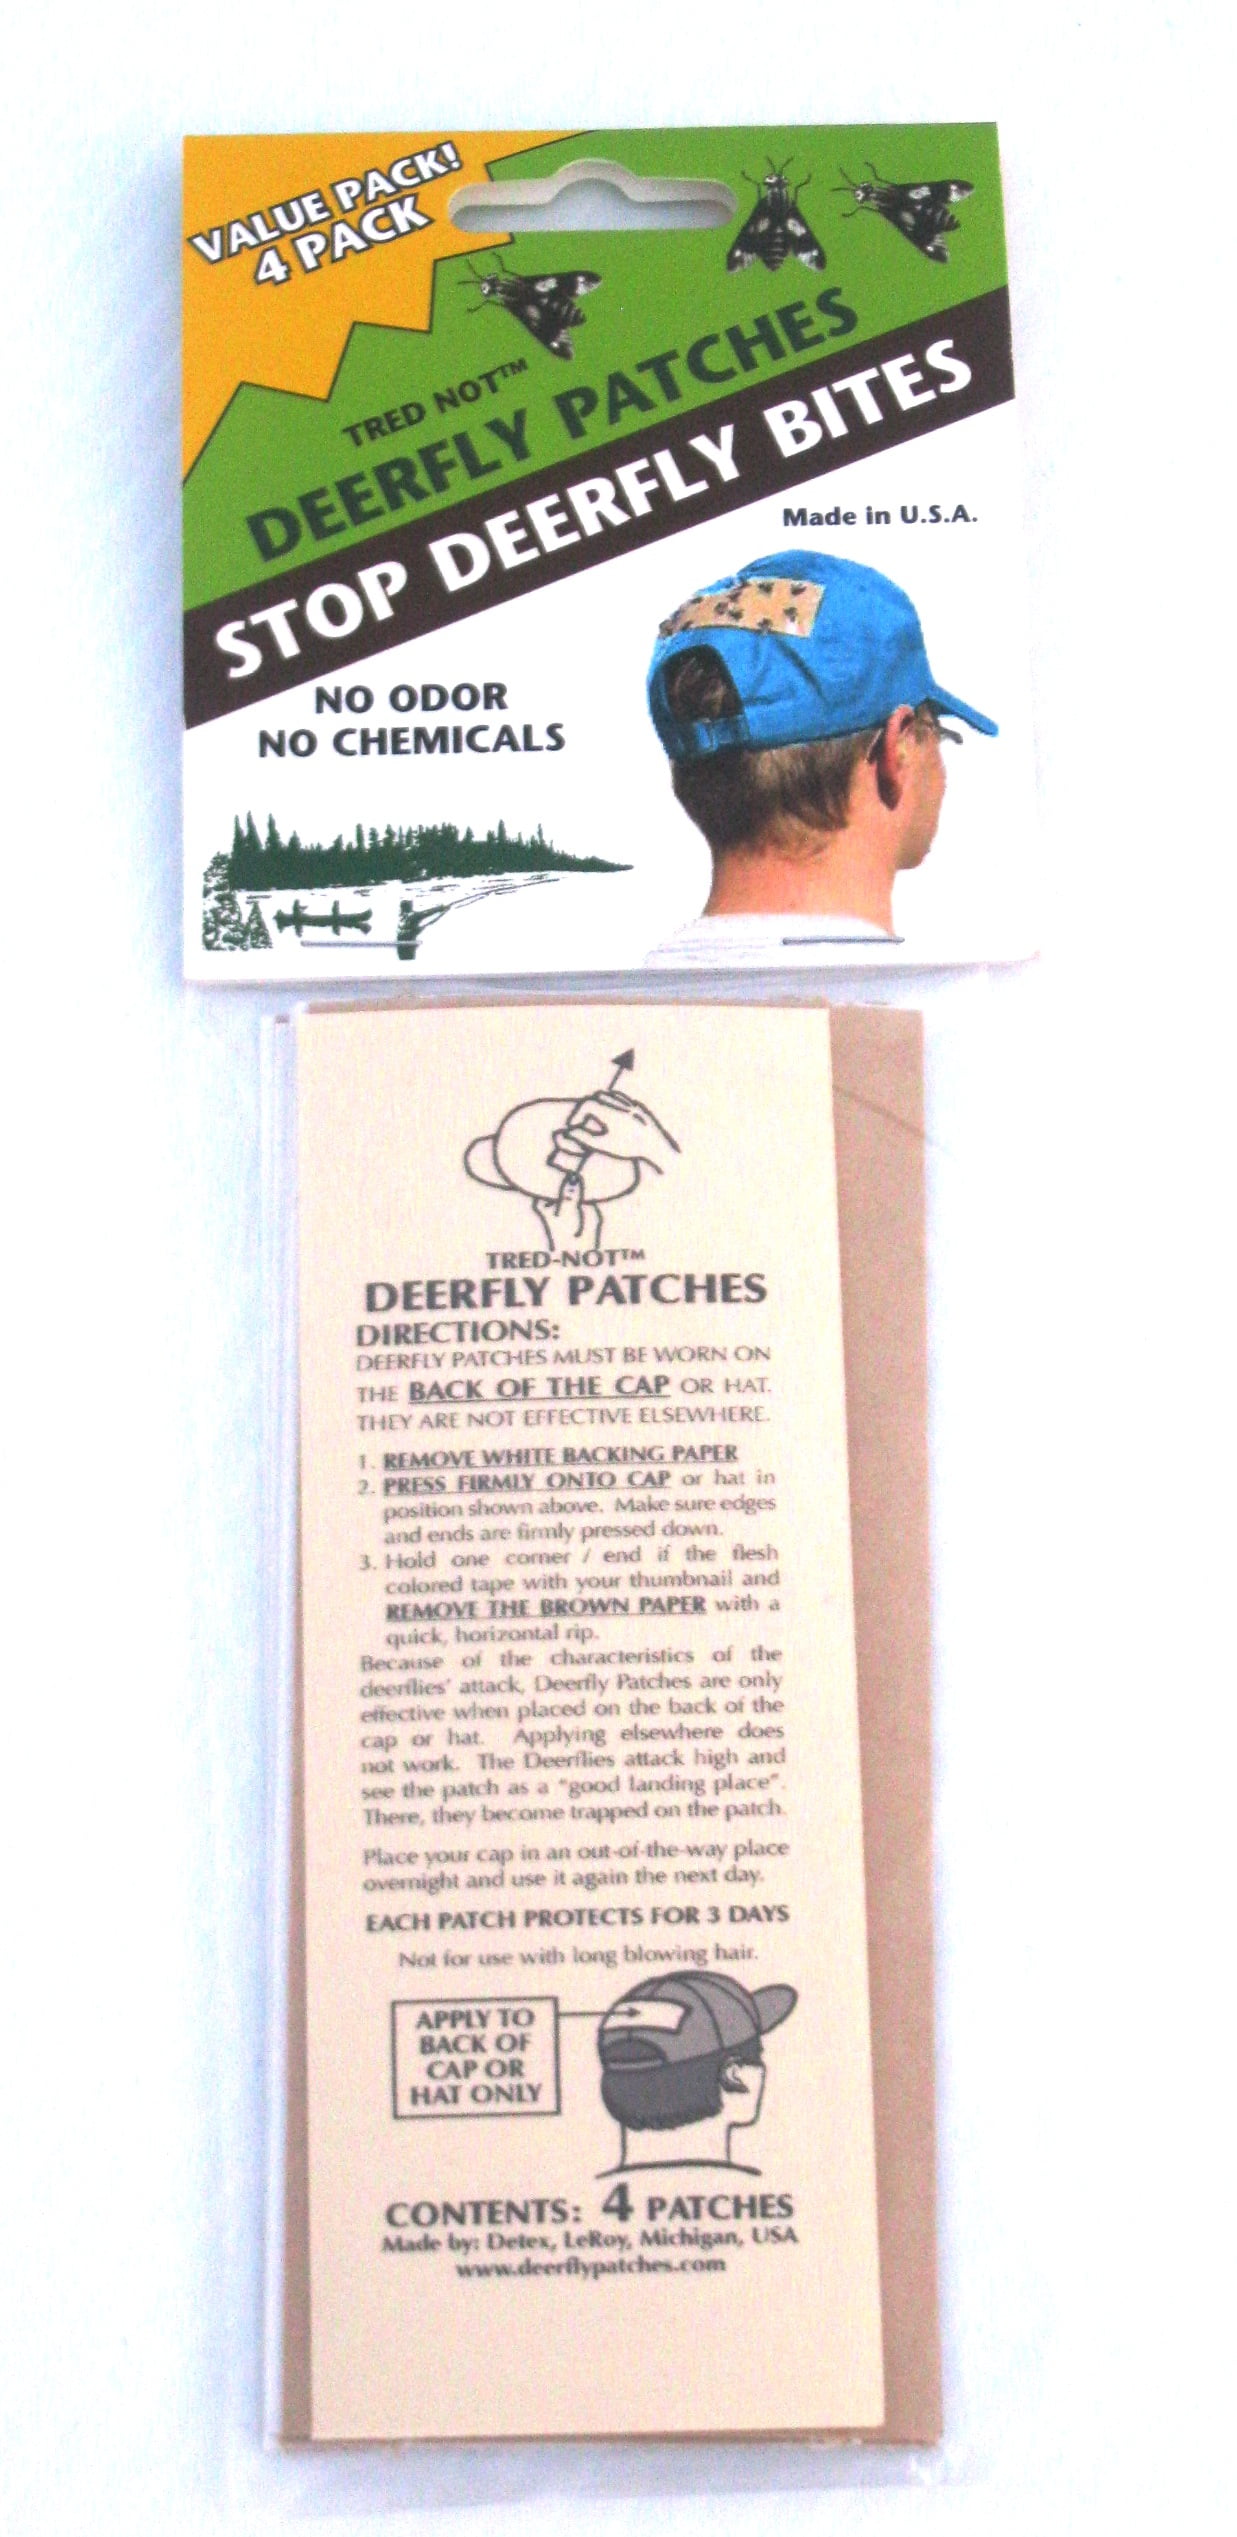 VALUE PACK!
4 PACK
TRED NOT™
DEERFLY PATCHES
STOP DEERFLY BITES
Made in U.S.A.
NO ODOR
NO CHEMICALS
TRED-NOT™
DEERFLY PATCHES
DIRECTIONS:
DEERFLY PATCHES MUST BE WORN ON
THE BACK OF THE CAP OR HAT.
THEY ARE NOT EFFECTIVE ELSEWHERE.
1. REMOVE WHITE BACKING PAPER
2. PRESS FIRMLY ONTO CAP or hat in
position shown above. Make sure edges
and ends are firmly pressed down.
3. Hold one corner / end if the flesh
colored tape with your thumbnail and
REMOVE THE BROWN PAPER with a
quick, horizontal rip.
Because of the characteristics of the
deerflies' attack, Deerfly Patches are only
effective when placed on the back of the
cap or hat. Applying elsewhere does
not work. The Deerflies attack high and
see the patch as a "good landing place".
There, they become trapped on the patch.
Place your cap in an out-of-the-way place
overnight and use it again the next day.
EACH PATCH PROTECTS FOR 3 DAYS
Not for use with long blowing hair.
APPLY TO
BACK OF
CAP OR
HAT ONLY
CONTENTS: 4 PATCHES
Made by: Detex, LeRoy, Michigan, USA
www.deerflypatches.com